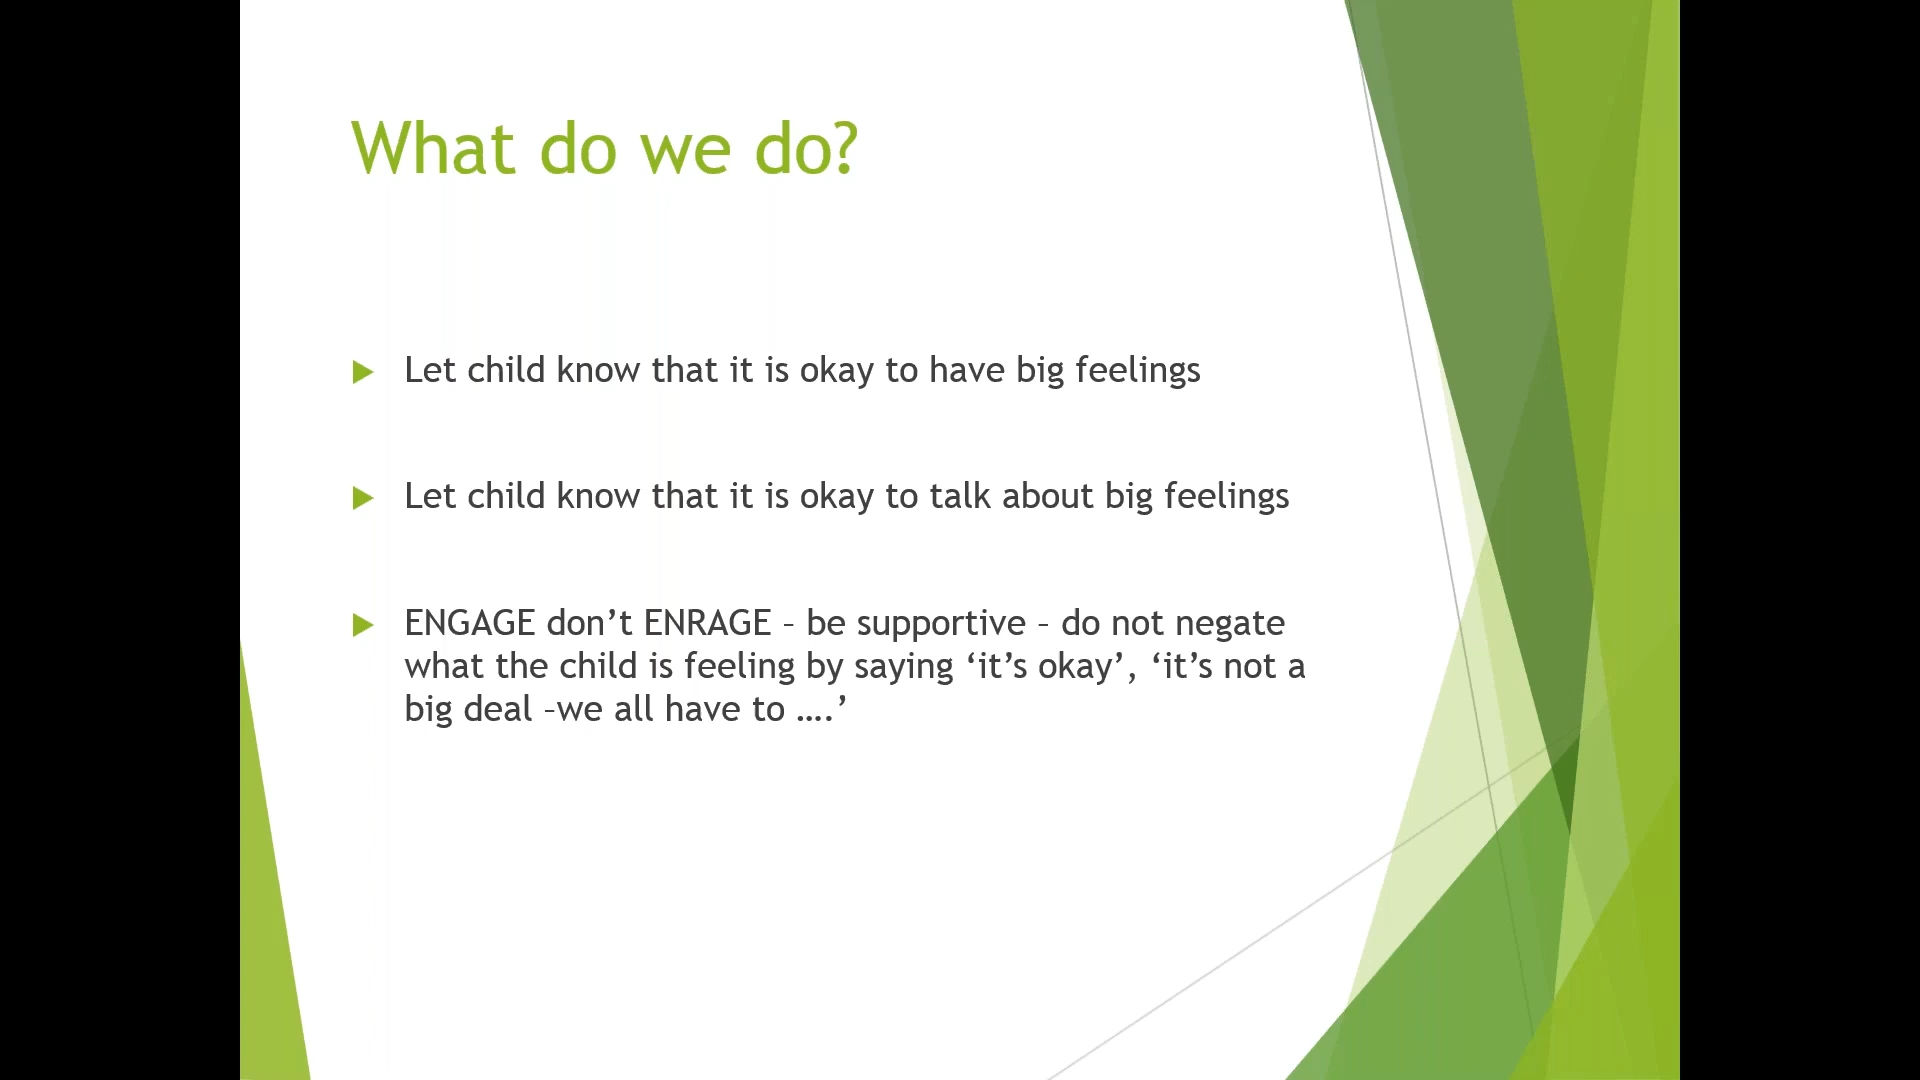 What do we do?
Let child know that it is okay to have big feelings
Let child know that it is okay to talk about big feelings
ENGAGE don’t ENRAGE – be supportive – do not negate
what the child is feeling by saying ‘it’s okay’, ‘it’s not a
big deal –we all have to ….’